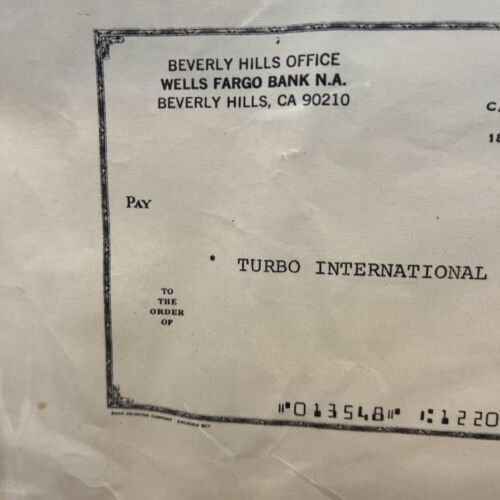 BEVERLY HILLS OFFICE
WELLS FARGO BANK N.A.
BEVERLY HILLS, CA 90210
C
18
PAY
* TURBO INTERNATIONAL
TO
THE
ORDER
OF
⑈013548⑈ ⑆1220